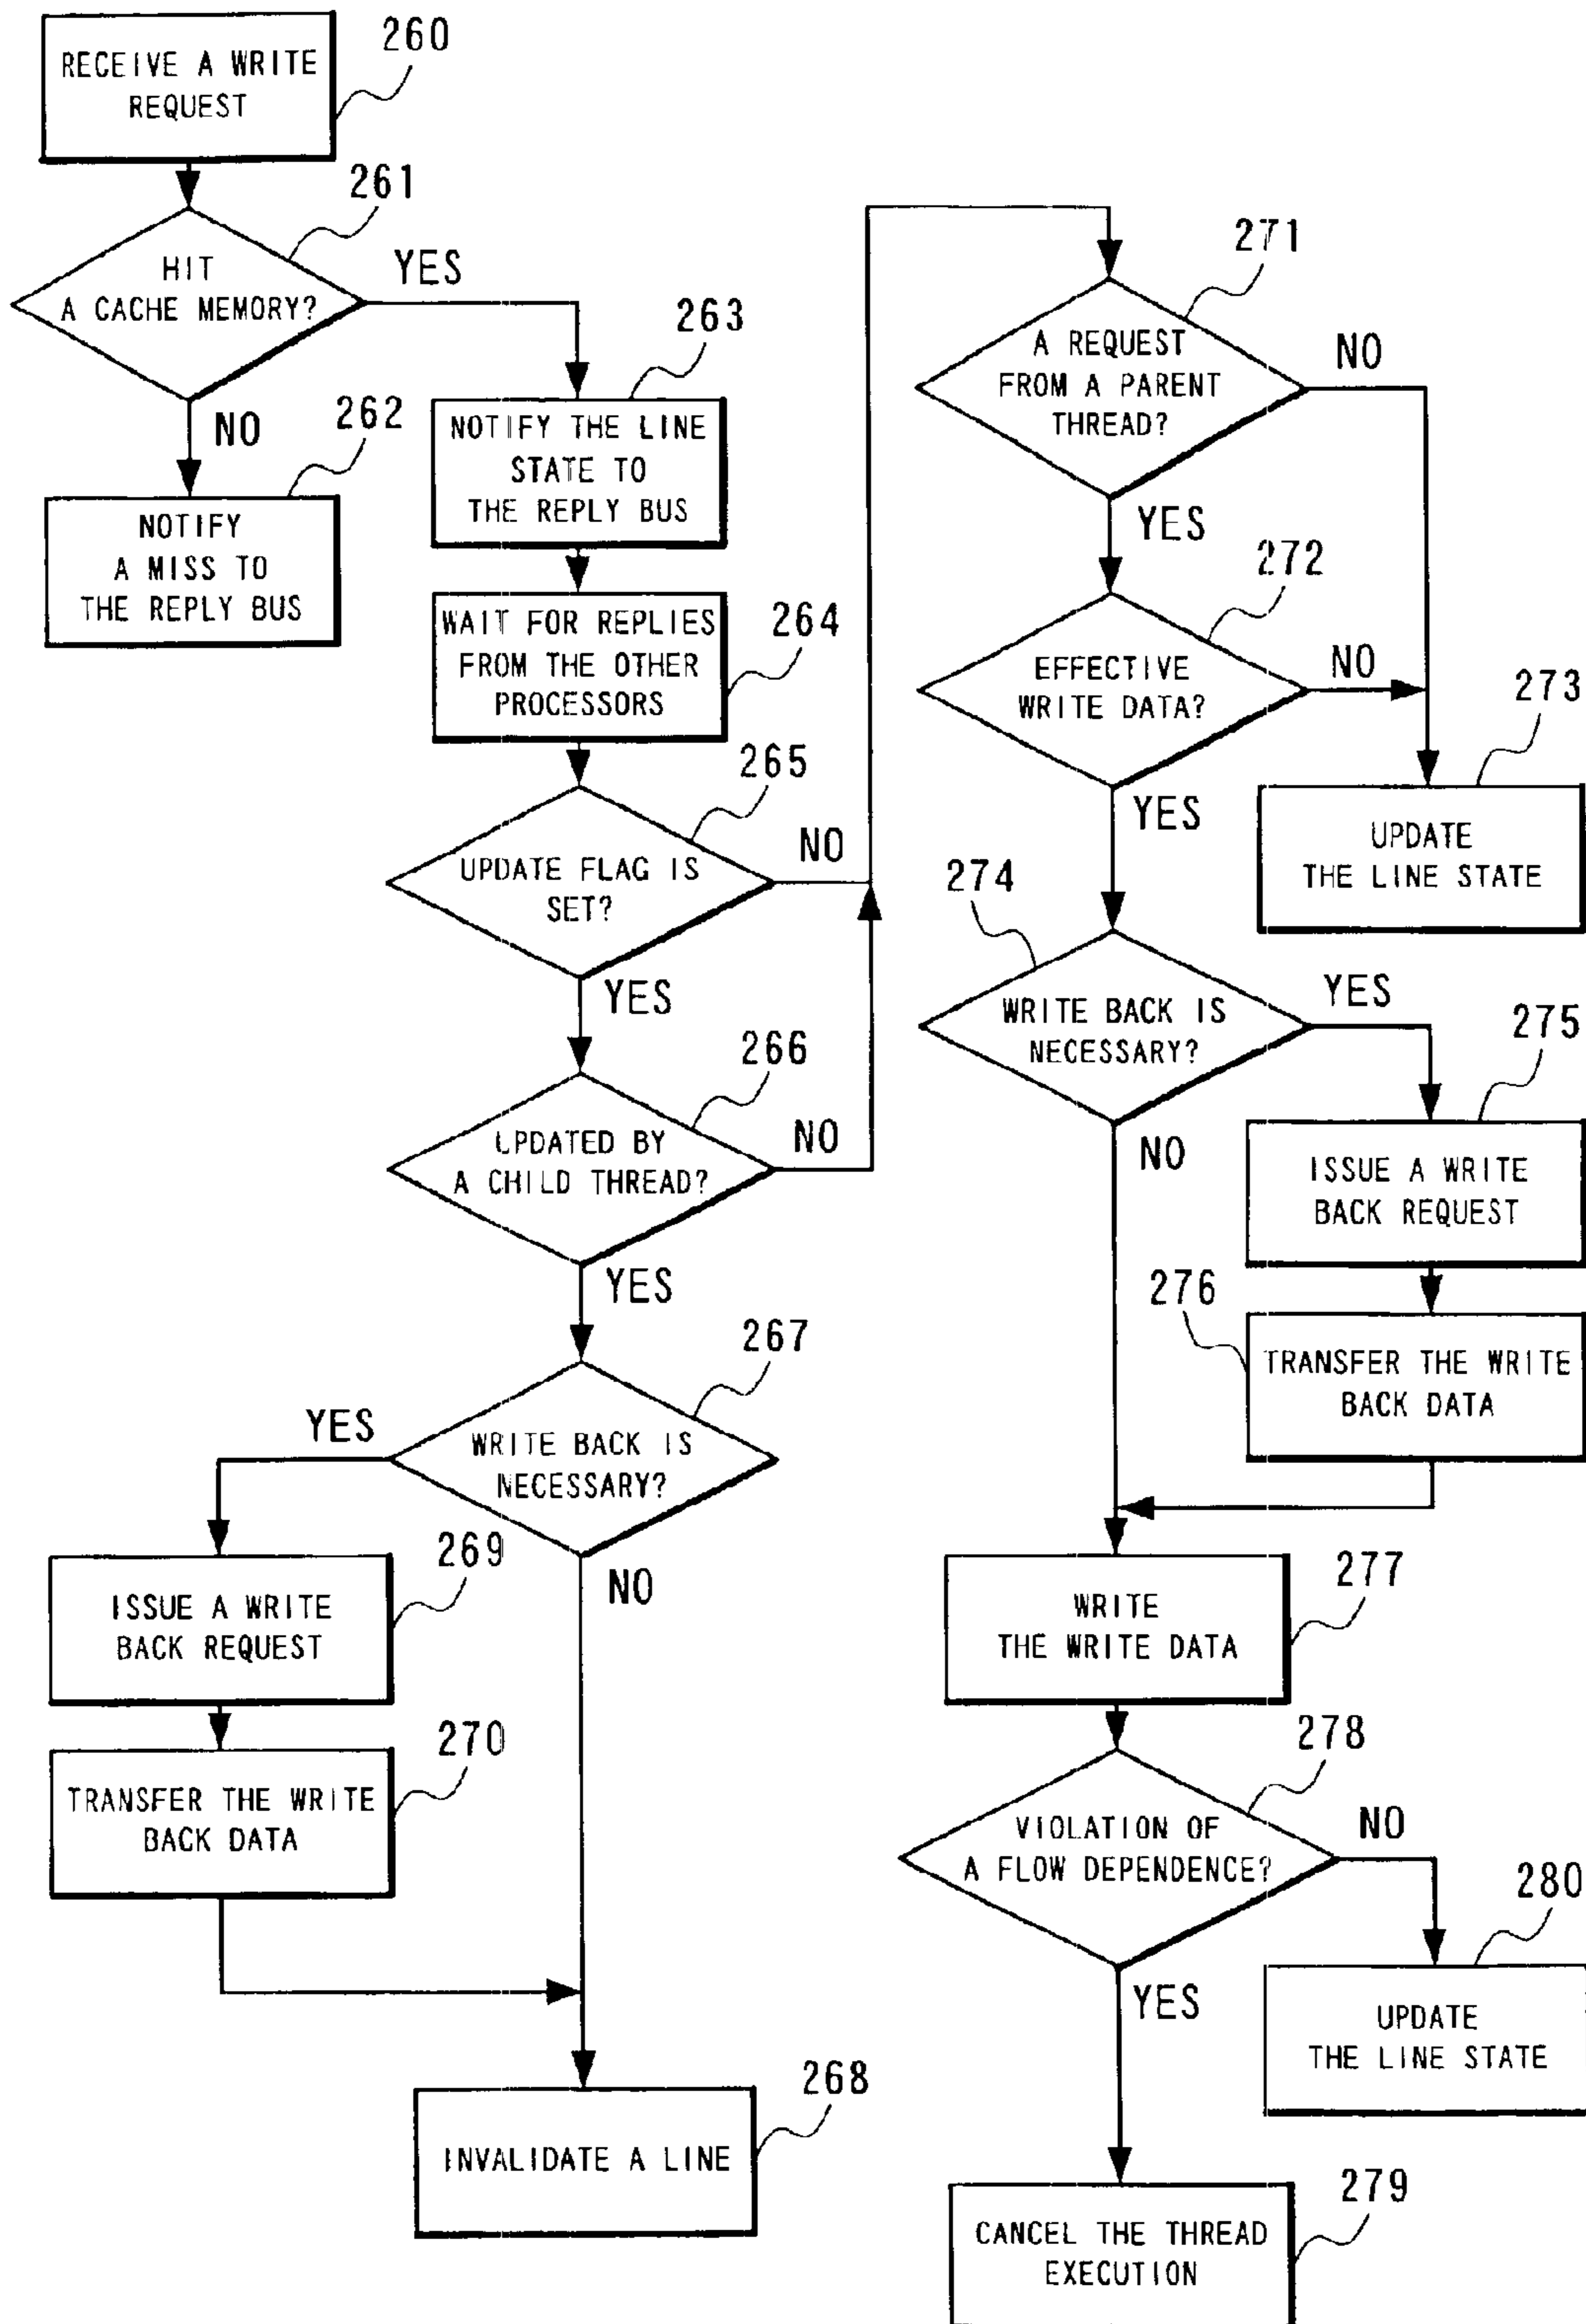 RECEIVE A WRITE
REQUEST
260
HIT
A CACHE MEMORY?
261
YES
NO
262
NOTIFY
A MISS TO
THE REPLY BUS
263
NOTIFY THE LINE
STATE TO
THE REPLY BUS
WAIT FOR REPLIES
FROM THE OTHER
PROCESSORS
264
265
UPDATE FLAG IS
SET?
NO
YES
266
UPDATED BY
A CHILD THREAD?
NO
YES
267
WRITE BACK IS
NECESSARY?
YES
NO
269
ISSUE A WRITE
BACK REQUEST
270
TRANSFER THE WRITE
BACK DATA
268
INVALIDATE A LINE
271
A REQUEST
FROM A PARENT
THREAD?
NO
YES
272
EFFECTIVE
WRITE DATA?
NO
YES
273
UPDATE
THE LINE STATE
274
WRITE BACK IS
NECESSARY?
YES
NO
275
ISSUE A WRITE
BACK REQUEST
276
TRANSFER THE WRITE
BACK DATA
277
WRITE
THE WRITE DATA
278
VIOLATION OF
A FLOW DEPENDENCE?
NO
YES
280
UPDATE
THE LINE STATE
279
CANCEL THE THREAD
EXECUTION